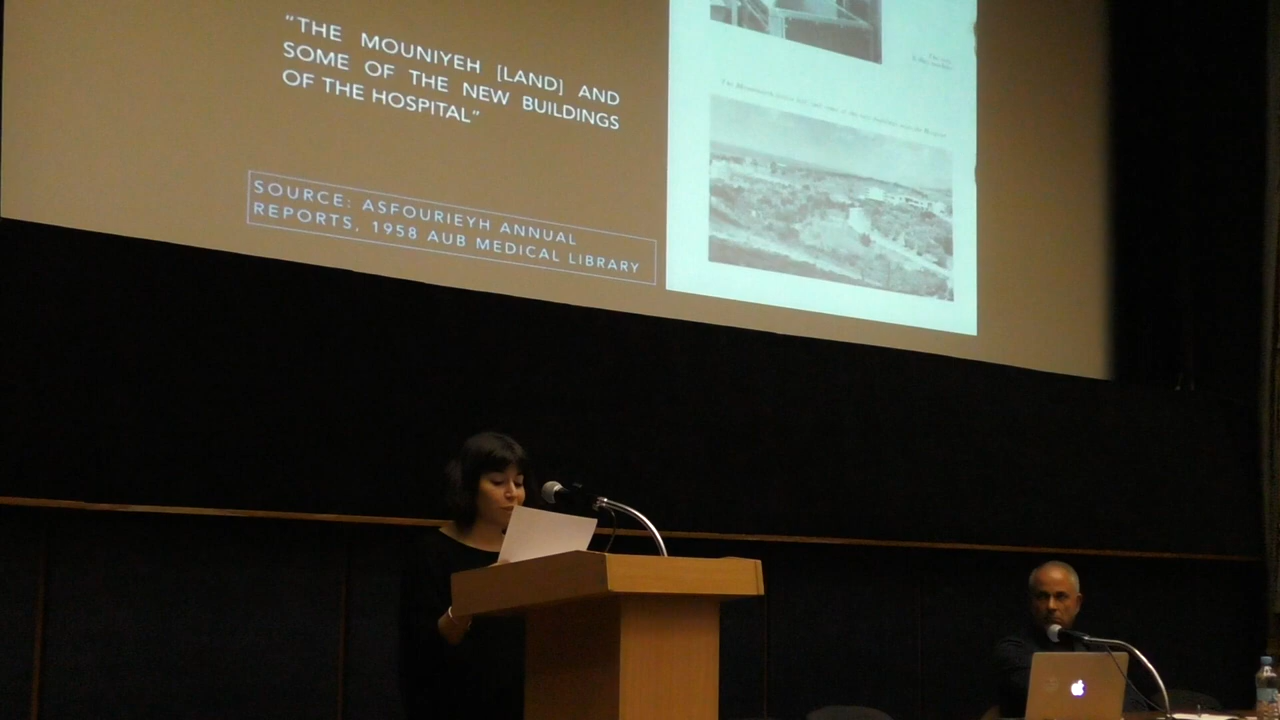 "THE MOUNIYEH [LAND] AND
SOME OF THE NEW BUILDINGS
OF THE HOSPITAL"
SOURCE: ASFOURIEYH ANNUAL
REPORTS, 1958 AUB MEDICAL LIBRARY